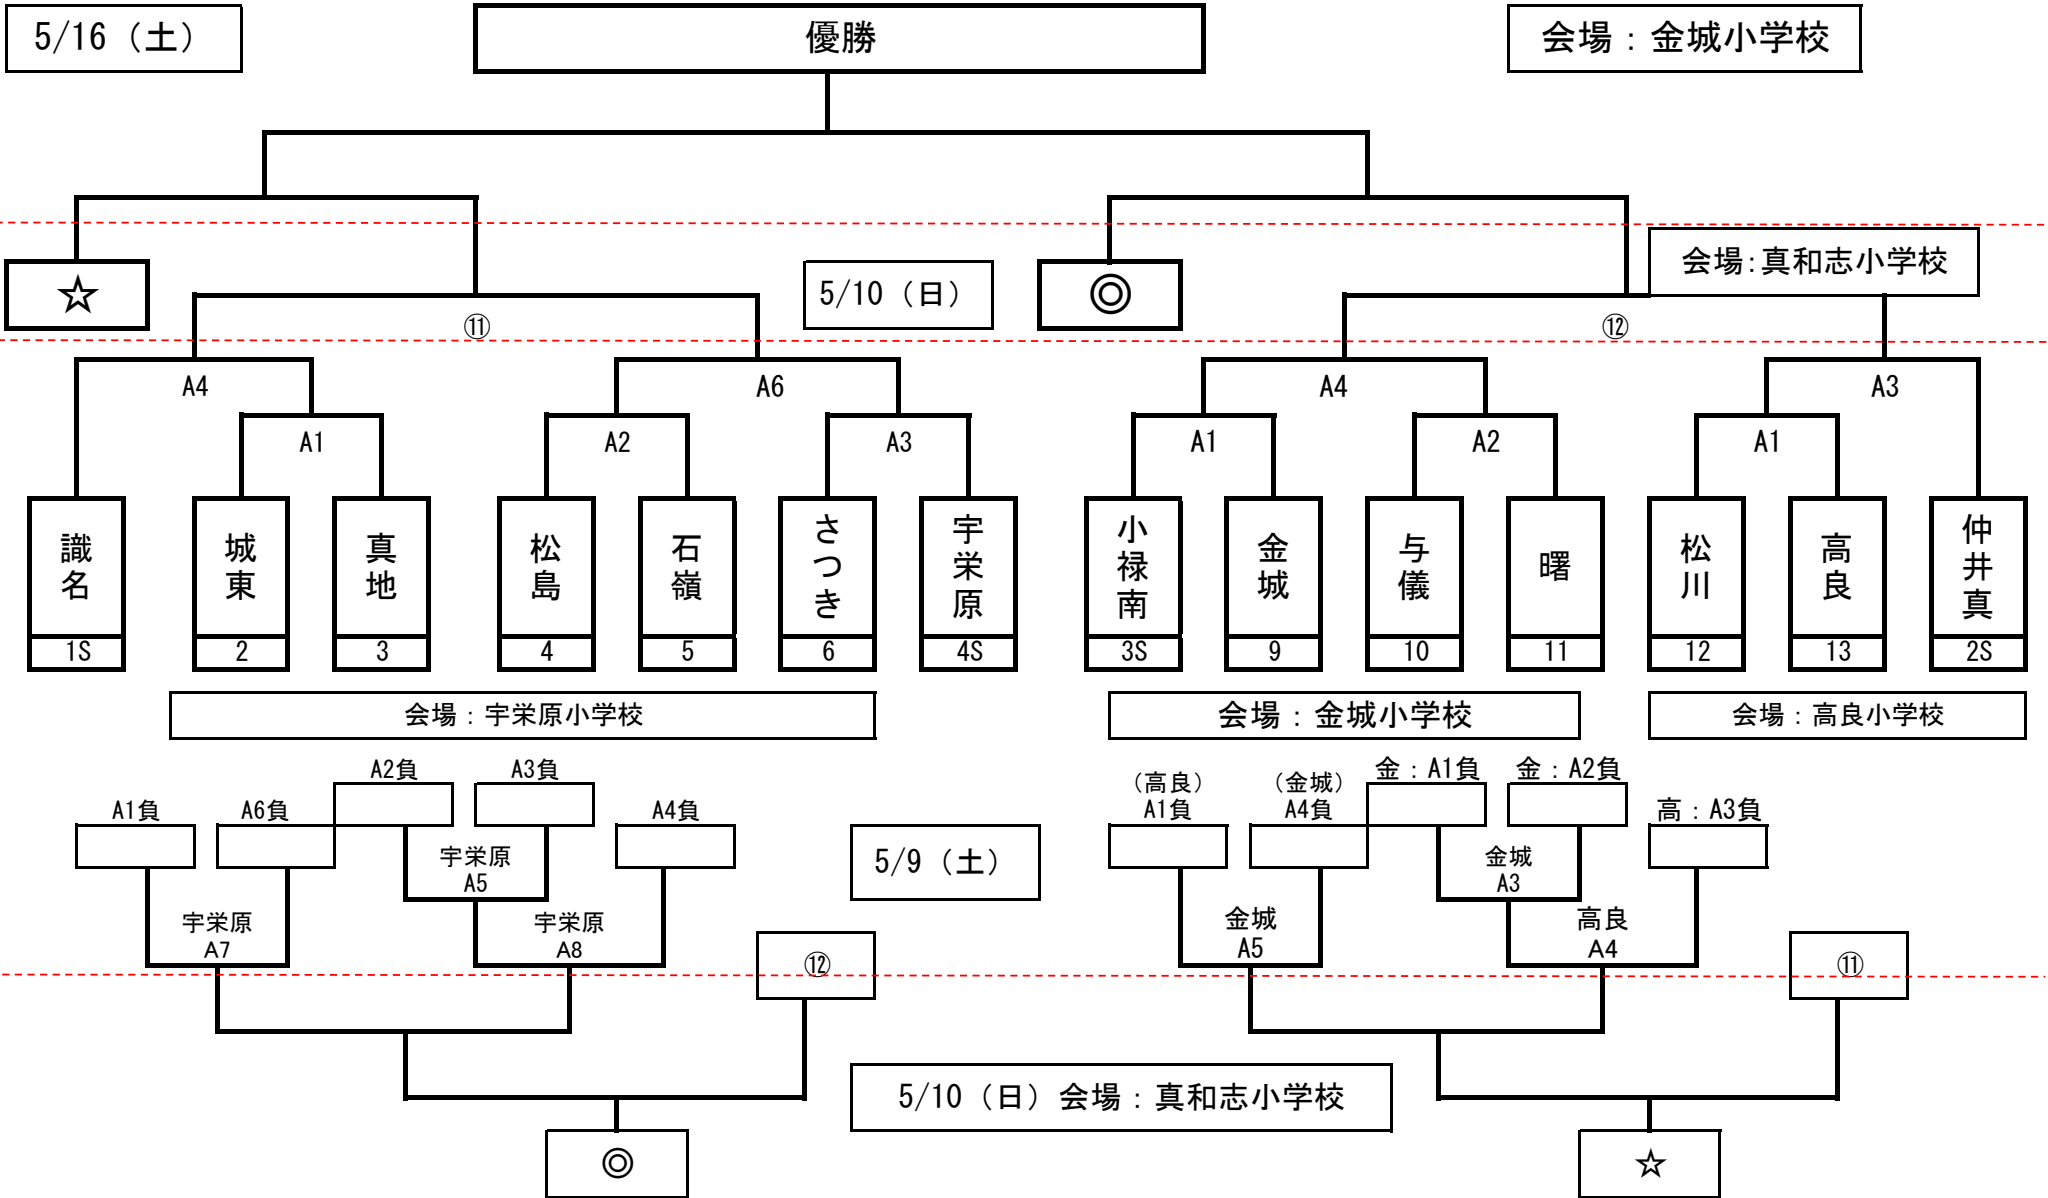 5/16（土）
優勝
会場：金城小学校
会場:真和志小学校
☆
5/10（日）
◎
⑪
⑫
A4
A6
A4
A3
A1
A2
A3
A1
A2
A1
識名
城東
真地
松島
石嶺
さつき
宇栄原
小禄南
金城
与儀
曙
松川
高良
仲井真
1S
2
3
4
5
6
4S
3S
9
10
11
12
13
2S
会場：宇栄原小学校
会場：金城小学校
会場：高良小学校
A1負
A6負
A2負
A3負
A4負
（高良）
A1負
（金城）
A4負
金：A1負
金：A2負
高：A3負
宇栄原
A5
5/9（土）
金城
A3
宇栄原
A7
宇栄原
A8
金城
A5
高良
A4
⑫
⑪
5/10（日）会場：真和志小学校
◎
☆